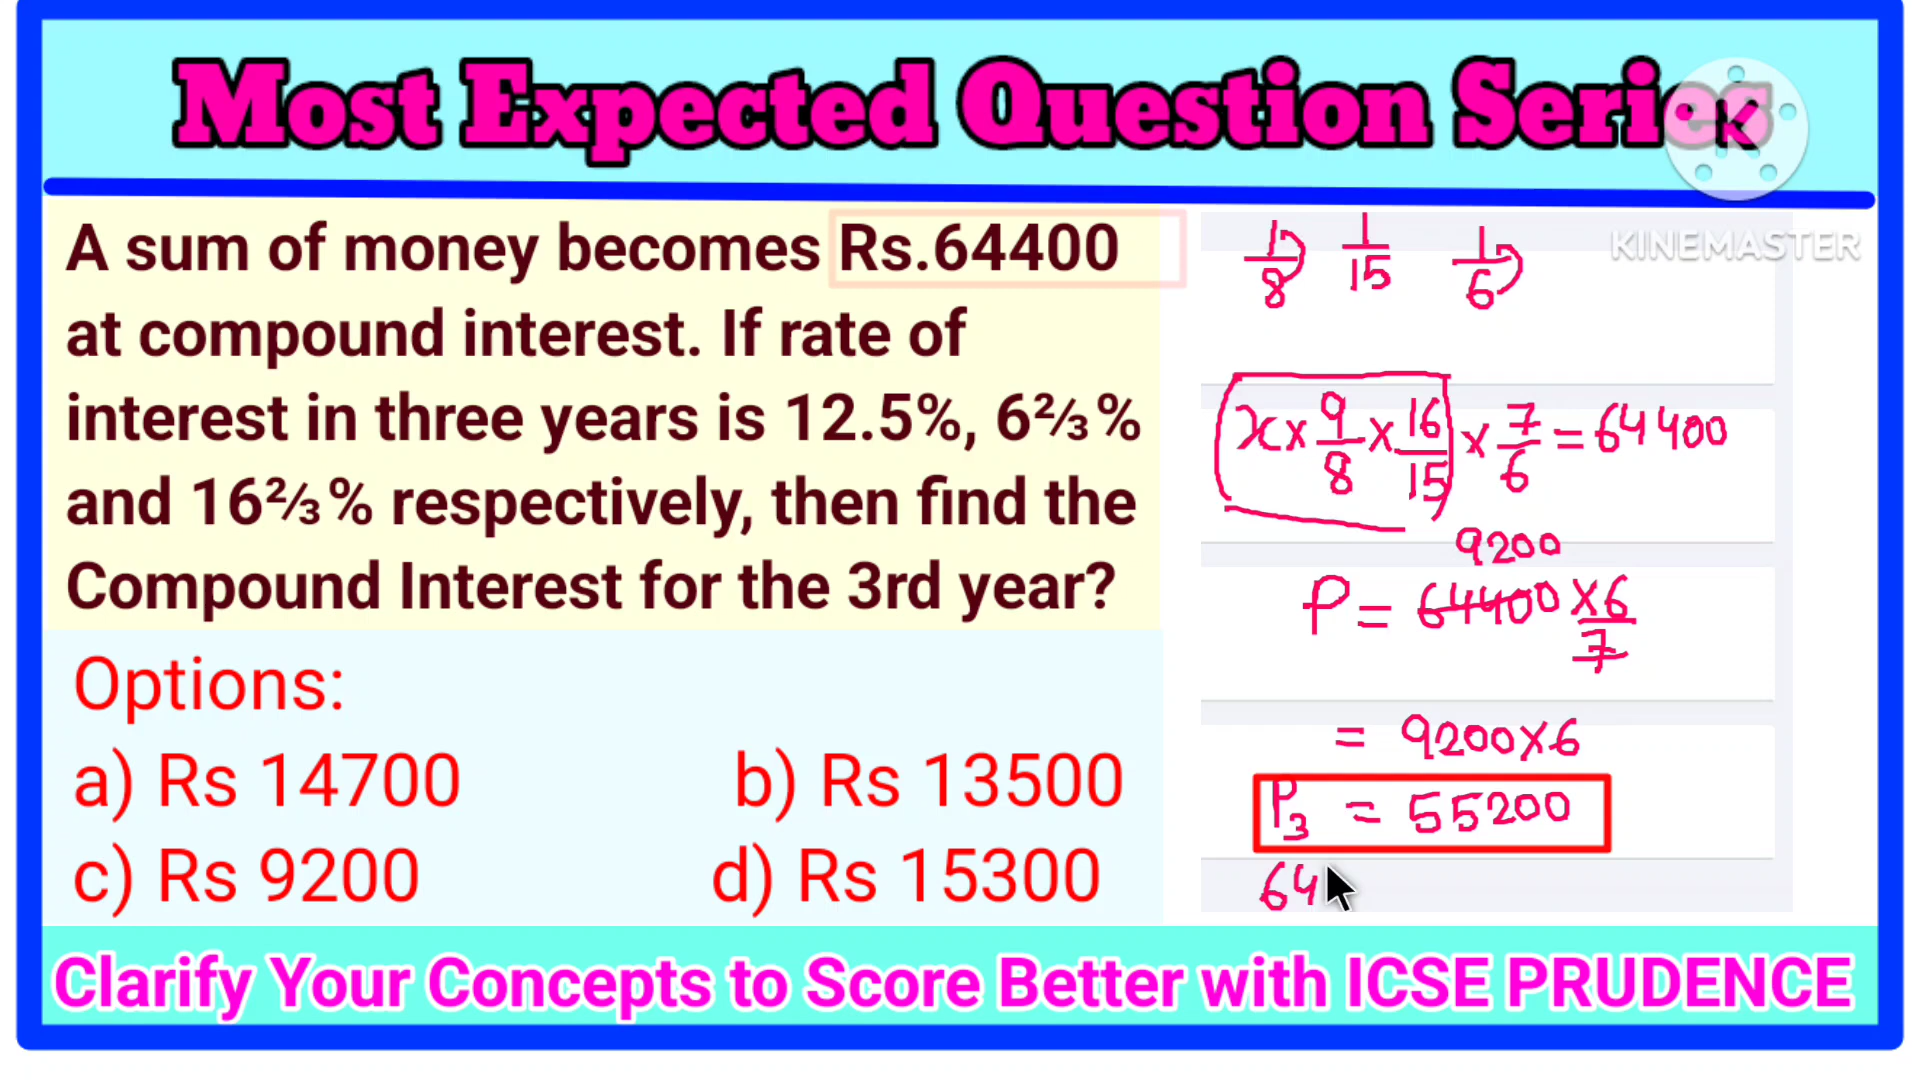 Most Expected Question Series
KINEMASTER
A sum of money becomes Rs.64400
at compound interest. If rate of
interest in three years is 12.5%, 6⅔%
and 16⅔% respectively, then find the
Compound Interest for the 3rd year?
Options:
a) Rs 14700 b) Rs 13500
c) Rs 9200 d) Rs 15300
1/8 1/15 1/6
x × 9/8 × 16/15 × 7/6 = 64400
9200
P = 64400 × 6/7
= 9200×6
P₃ = 55200
64
Clarify Your Concepts to Score Better with ICSE PRUDENCE